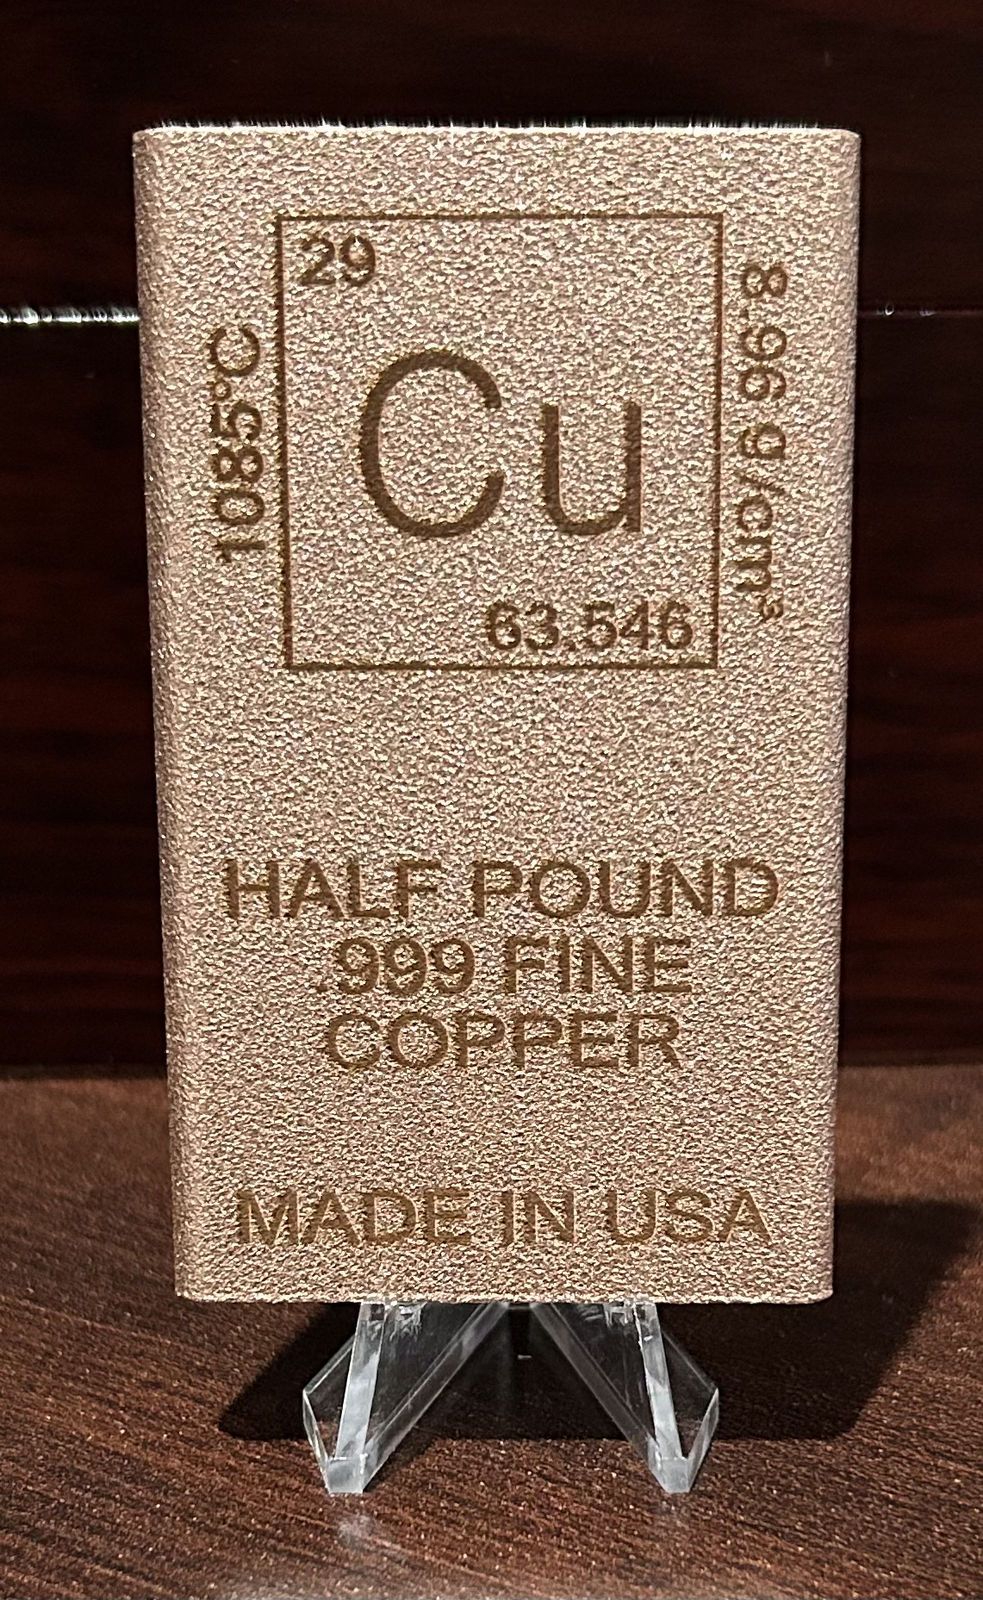 29
1085°C
Cu
8.96 g/cm³
63.546
HALF POUND
.999 FINE
COPPER
MADE IN USA